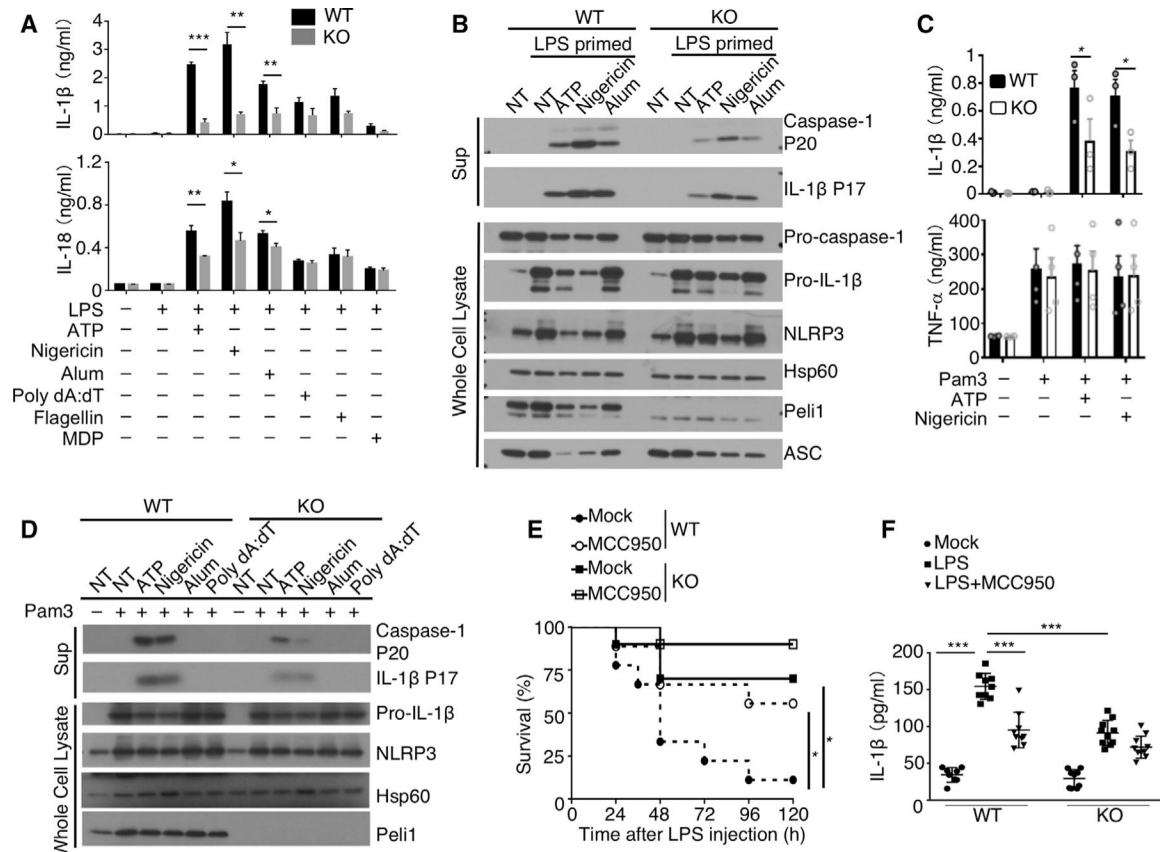 A
WT
KO
IL-1β (ng/ml)
6
4
2
0
***
**
**
IL-18 (ng/ml)
1.2
0.8
0.4
0
**
*
*
LPS – + + + + + + +
ATP – – + – – – – –
Nigericin – – – + – – – –
Alum – – – – + – – –
Poly dA:dT – – – – – + – –
Flagellin – – – – – – + –
MDP – – – – – – – +
B
WT KO
LPS primed LPS primed
NT NT ATP Nigericin Alum NT NT ATP Nigericin Alum
Sup
Caspase-1
P20
IL-1β P17
Whole Cell Lysate
Pro-caspase-1
Pro-IL-1β
NLRP3
Hsp60
Peli1
ASC
C
WT
KO
IL-1β (ng/ml)
1
0.8
0.6
0.4
0.2
0
*
*
TNF-α (ng/ml)
400
300
200
100
0
Pam3 – + + +
ATP – – + –
Nigericin – – – +
D
WT KO
NT NT ATP Nigericin Alum Poly dA:dT NT NT ATP Nigericin Alum Poly dA:dT
Pam3 – + + + + + – + + + + +
Sup
Caspase-1
P20
IL-1β P17
Whole Cell Lysate
Pro-IL-1β
NLRP3
Hsp60
Peli1
E
Mock
MCC950
WT
Mock
MCC950
KO
Survival (%)
100
75
50
25
0
0 24 48 72 96 120
Time after LPS injection (h)
*
*
F
Mock
LPS
LPS+MCC950
IL-1β (pg/ml)
200
150
100
50
0
***
***
***
WT KO